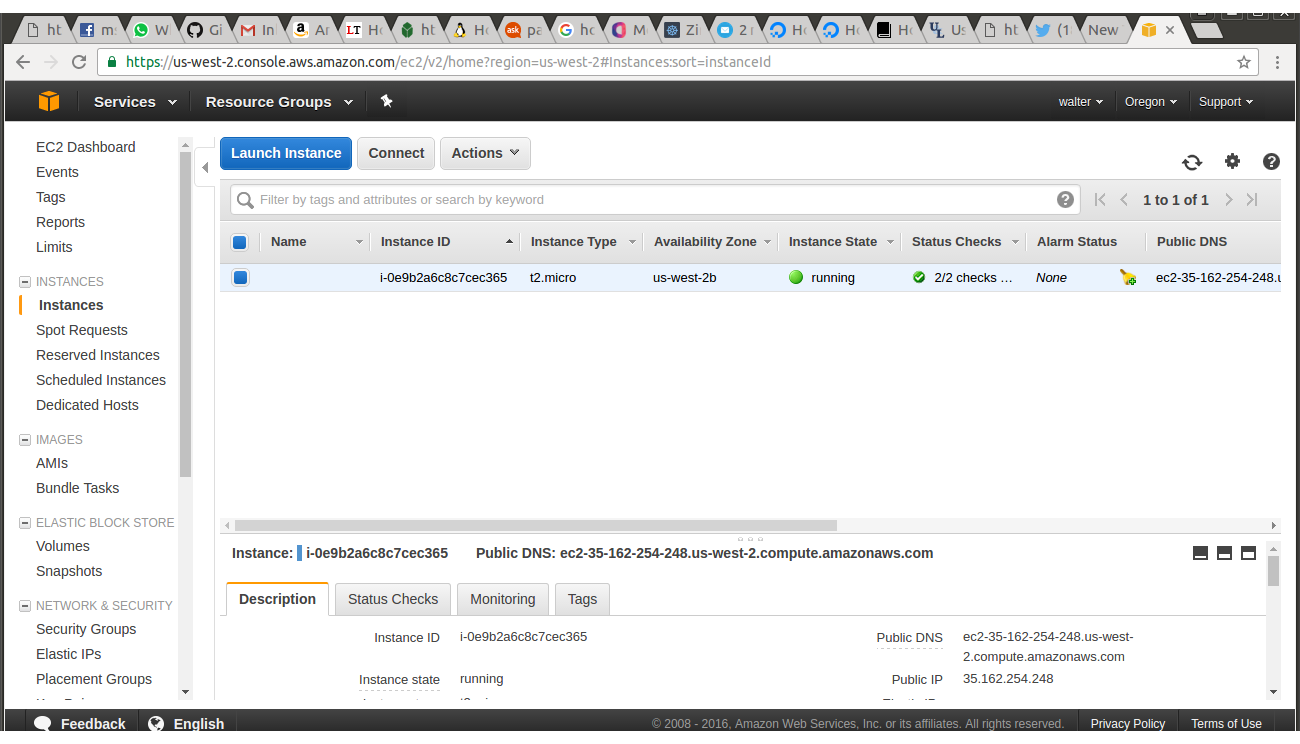 ht
W
Gi
In
Ar
LT
Hc
ht
Hc
ask
pa
hc
M
Zi
2
Hc
Us
ht
(1
New
https://us-west-2.console.aws.amazon.com/ec2/v2/home?region=us-west-2#Instances:sort=instanceId
Services
Resource Groups
walter
Oregon
Support
EC2 Dashboard
Events
Tags
Reports
Limits
INSTANCES
Instances
Spot Requests
Reserved Instances
Scheduled Instances
Dedicated Hosts
IMAGES
AMIs
Bundle Tasks
ELASTIC BLOCK STORE
Volumes
Snapshots
NETWORK & SECURITY
Security Groups
Elastic IPs
Placement Groups
Launch Instance
Connect
Actions
Filter by tags and attributes or search by keyword
1 to 1 of 1
Name Instance ID Instance Type Availability Zone Instance State Status Checks Alarm Status Public DNS
i-0e9b2a6c8c7cec365 t2.micro us-west-2b running 2/2 checks ... None ec2-35-162-254-248.u
Instance: i-0e9b2a6c8c7cec365 Public DNS: ec2-35-162-254-248.us-west-2.compute.amazonaws.com
Description
Status Checks
Monitoring
Tags
Instance ID i-0e9b2a6c8c7cec365
Instance state running
Public DNS ec2-35-162-254-248.us-west-
2.compute.amazonaws.com
Public IP 35.162.254.248
Feedback
English
© 2008 - 2016, Amazon Web Services, Inc. or its affiliates. All rights reserved.
Privacy Policy
Terms of Use